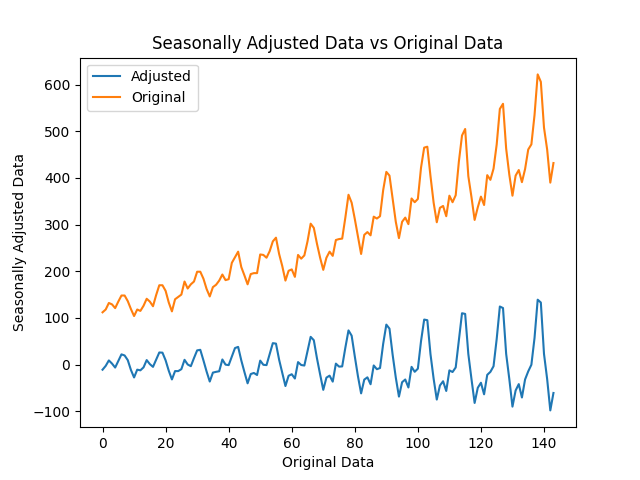 Seasonally Adjusted Data vs Original Data
Adjusted
Original
Seasonally Adjusted Data
600
500
400
300
200
100
0
−100
0 20 40 60 80 100 120 140
Original Data